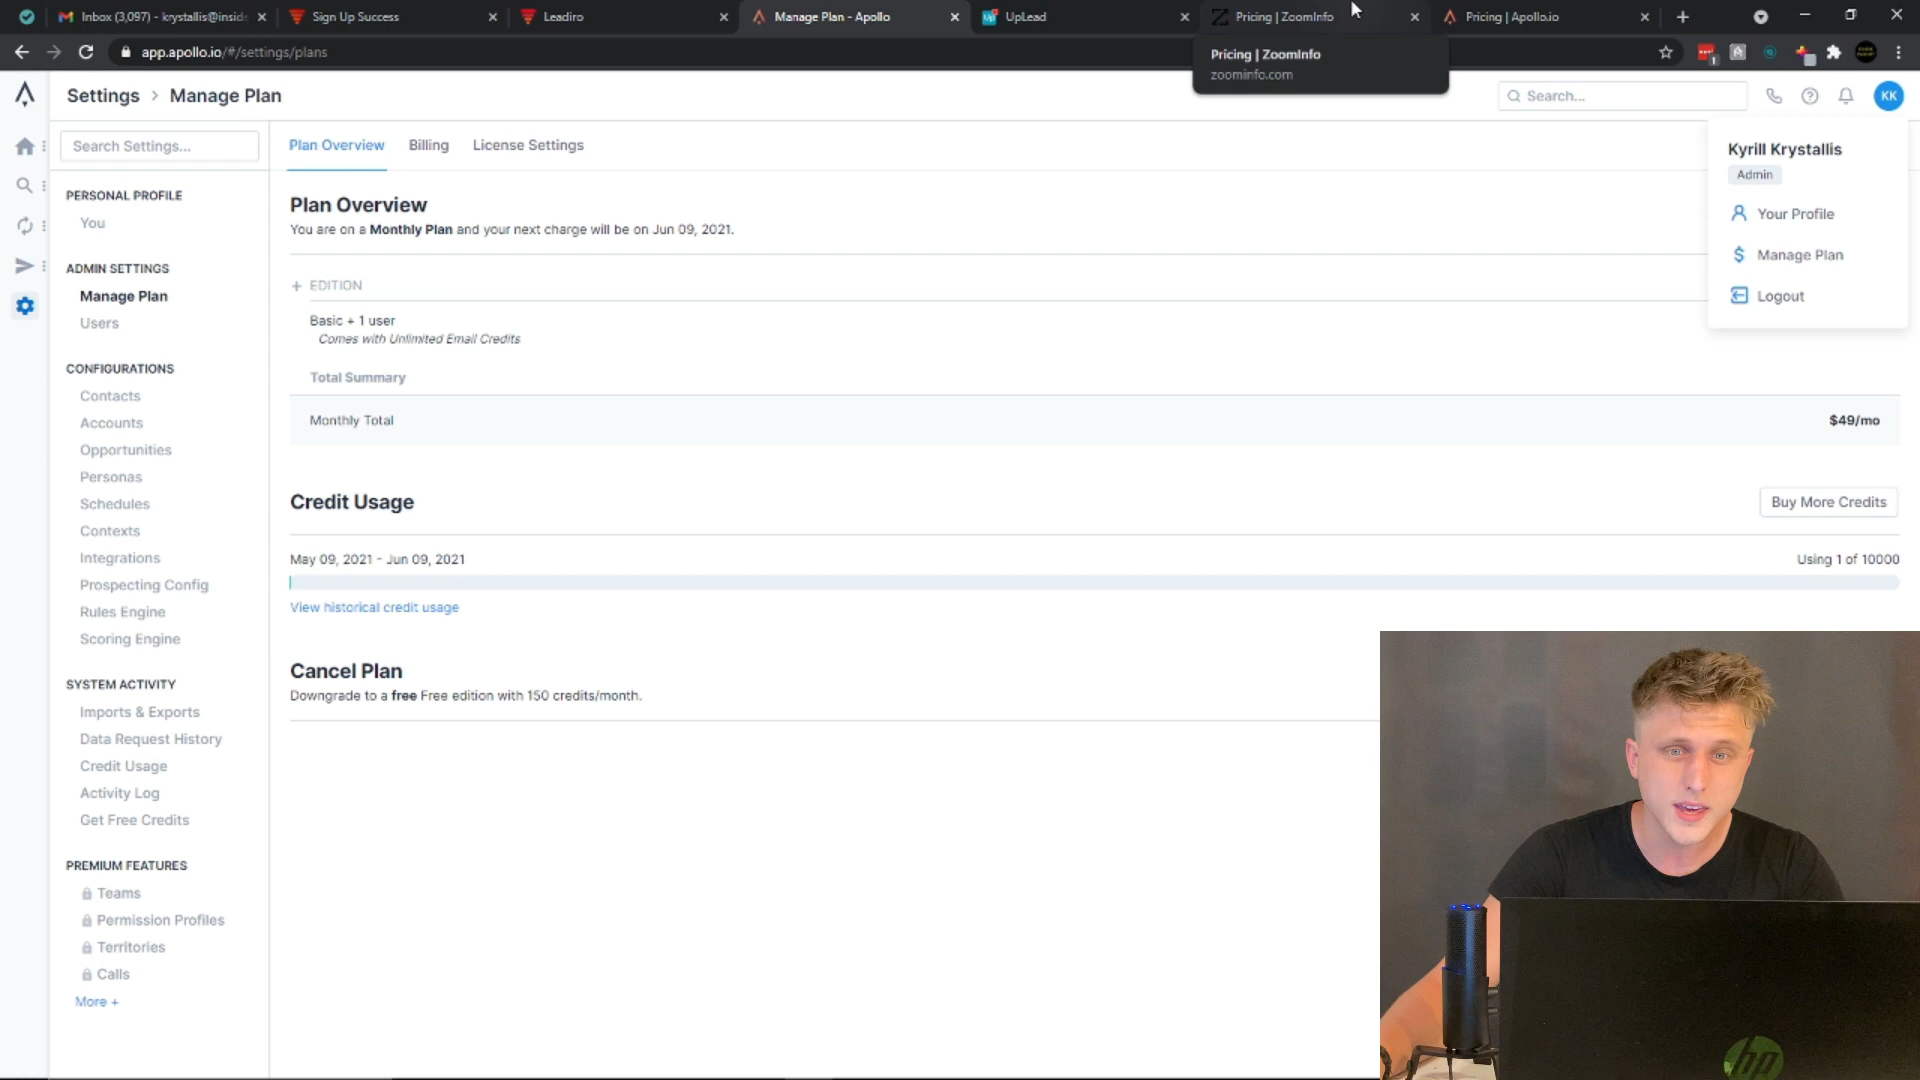 Inbox (3,097) - krystallis@inside
Sign Up Success
Leadiro
Manage Plan - Apollo
UpLead
Pricing | ZoomInfo
Pricing | Apollo.io
app.apollo.io/#/settings/plans
Pricing | ZoomInfo
zoominfo.com
Settings > Manage Plan
Search...
KK
Search Settings...
PERSONAL PROFILE
You
ADMIN SETTINGS
Manage Plan
Users
CONFIGURATIONS
Contacts
Accounts
Opportunities
Personas
Schedules
Contexts
Integrations
Prospecting Config
Rules Engine
Scoring Engine
SYSTEM ACTIVITY
Imports & Exports
Data Request History
Credit Usage
Activity Log
Get Free Credits
PREMIUM FEATURES
Teams
Permission Profiles
Territories
Calls
More +
Plan Overview
Billing
License Settings
Plan Overview
You are on a Monthly Plan and your next charge will be on Jun 09, 2021.
+ EDITION
Basic + 1 user
Comes with Unlimited Email Credits
Total Summary
Monthly Total
$49/mo
Credit Usage
Buy More Credits
May 09, 2021 - Jun 09, 2021
Using 1 of 10000
View historical credit usage
Cancel Plan
Downgrade to a free Free edition with 150 credits/month.
Kyrill Krystallis
Admin
Your Profile
Manage Plan
Logout
hp